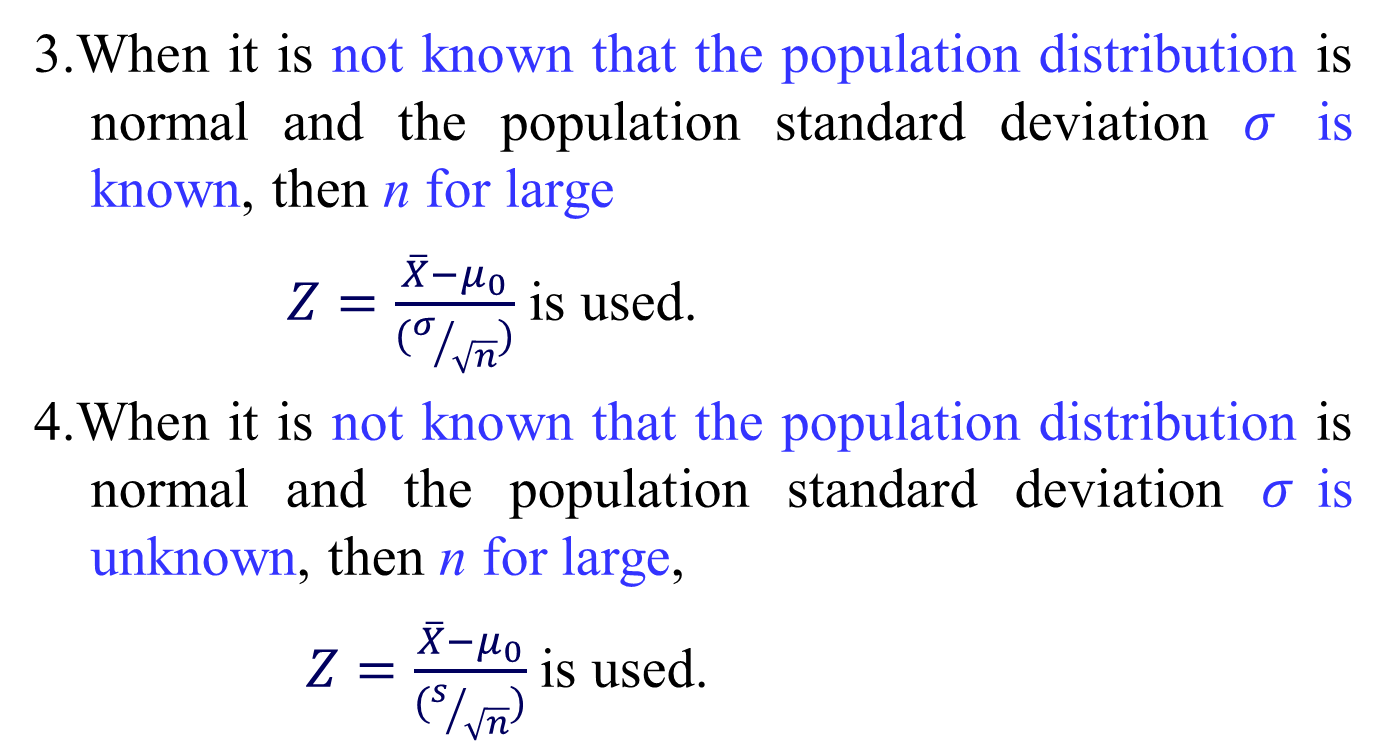 3.When it is not known that the population distribution is
normal and the population standard deviation σ is
known, then n for large
Z = X̄−μ₀ / (σ/√n) is used.
4.When it is not known that the population distribution is
normal and the population standard deviation σ is
unknown, then n for large,
Z = X̄−μ₀ / (S/√n) is used.